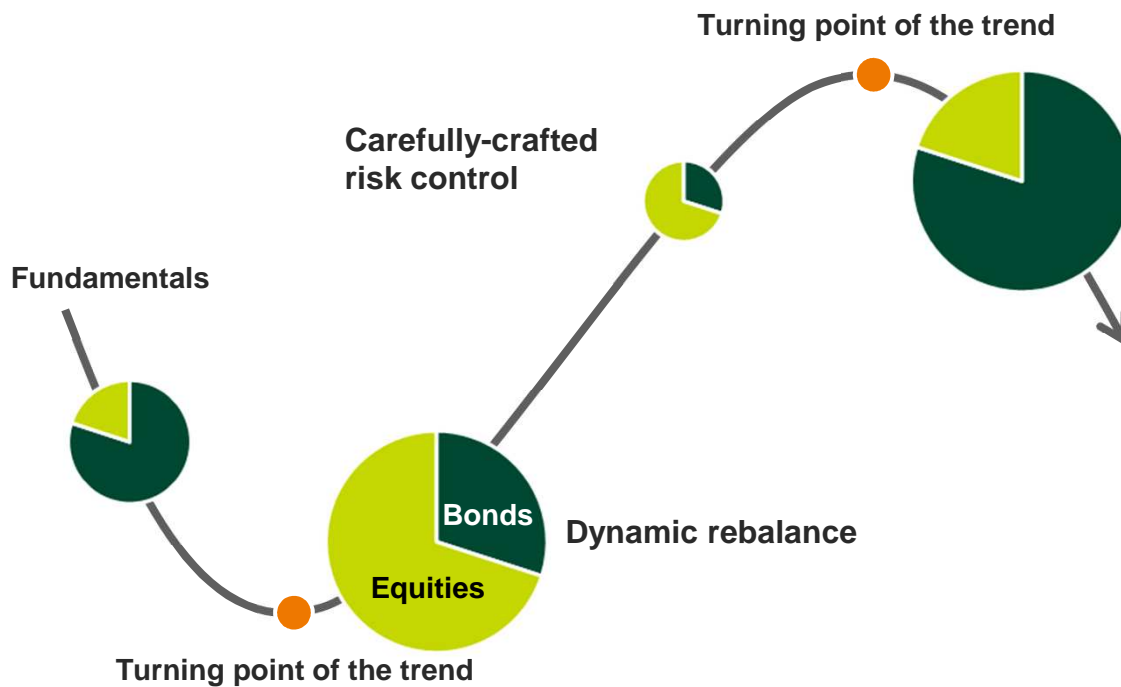 Turning point of the trend
Carefully-crafted
risk control
Fundamentals
Bonds
Dynamic rebalance
Equities
Turning point of the trend